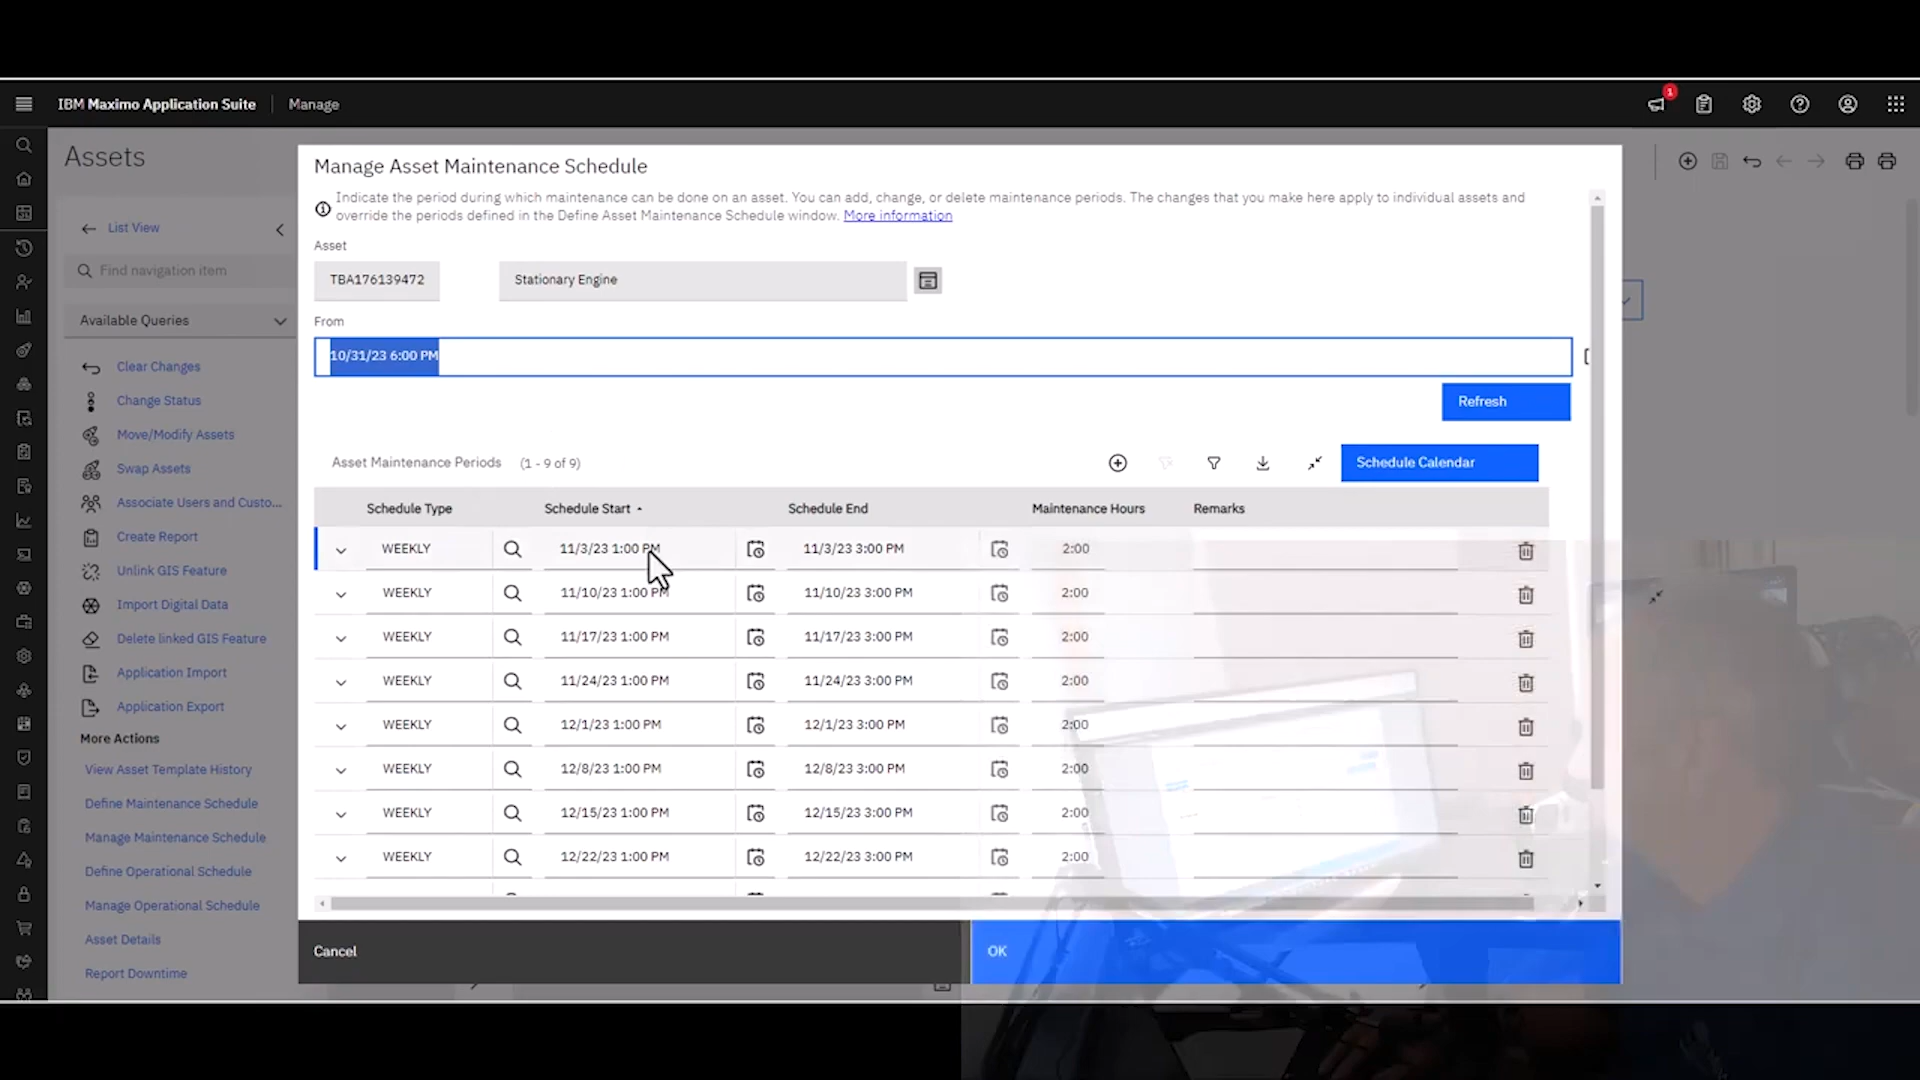 IBM Maximo Application Suite
Manage
1
Assets
List View
Find navigation item
Available Queries
Clear Changes
Change Status
Move/Modify Assets
Swap Assets
Associate Users and Custo...
Create Report
Unlink GIS Feature
Import Digital Data
Delete linked GIS Feature
Application Import
Application Export
More Actions
View Asset Template History
Define Maintenance Schedule
Manage Maintenance Schedule
Define Operational Schedule
Manage Operational Schedule
Asset Details
Report Downtime
Manage Asset Maintenance Schedule
Indicate the period during which maintenance can be done on an asset. You can add, change, or delete maintenance periods. The changes that you make here apply to individual assets and
override the periods defined in the Define Asset Maintenance Schedule window. More information
Asset
TBA176139472 Stationary Engine
From
10/31/23 6:00 PM
Refresh
Asset Maintenance Periods (1 - 9 of 9)
Schedule Calendar
Schedule Type Schedule Start Schedule End Maintenance Hours Remarks
WEEKLY 11/3/23 1:00 PM 11/3/23 3:00 PM 2:00
WEEKLY 11/10/23 1:00 PM 11/10/23 3:00 PM 2:00
WEEKLY 11/17/23 1:00 PM 11/17/23 3:00 PM 2:00
WEEKLY 11/24/23 1:00 PM 11/24/23 3:00 PM 2:00
WEEKLY 12/1/23 1:00 PM 12/1/23 3:00 PM 2:00
WEEKLY 12/8/23 1:00 PM 12/8/23 3:00 PM 2:00
WEEKLY 12/15/23 1:00 PM 12/15/23 3:00 PM 2:00
WEEKLY 12/22/23 1:00 PM 12/22/23 3:00 PM 2:00
Cancel
OK